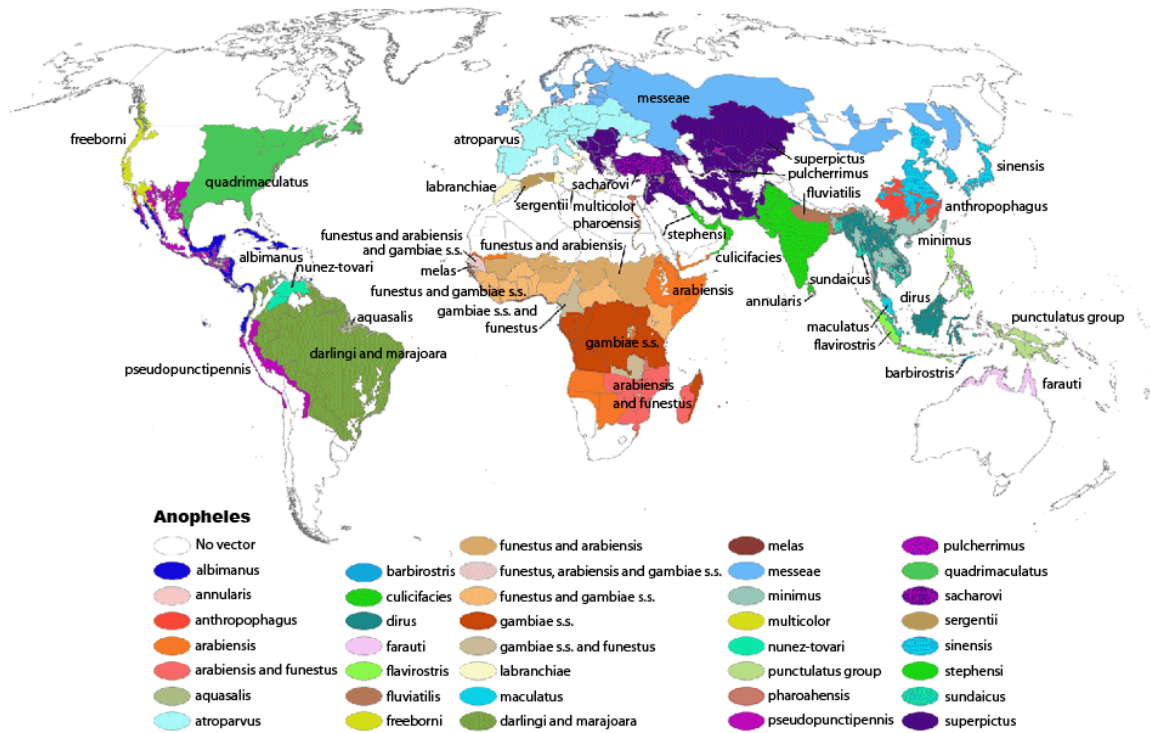 messeae
freeborni
atroparvus
superpictus
sinensis
quadrimaculatus
pulcherrimus
labranchiae
sacharovi
fluviatilis
sergentii
multicolor
anthropophagus
pharoensis
stephensi
minimus
funestus and arabiensis
and gambiae s.s.
funestus and arabiensis
albimanus
culicifacies
nunez-tovari
melas
sundaicus
funestus and gambiae s.s.
arabiensis
annularis
dirus
gambiae s.s. and
funestus
aquasalis
punctulatus group
maculatus
gambiae s.s.
flavirostris
darlingi and marajoara
pseudopunctipennis
barbirostris
arabiensis
and funestus
farauti
Anopheles
No vector
albimanus
annularis
anthropophagus
arabiensis
arabiensis and funestus
aquasalis
atroparvus
barbirostris
culicifacies
dirus
farauti
flavirostris
fluviatilis
freeborni
funestus and arabiensis
funestus, arabiensis and gambiae s.s.
funestus and gambiae s.s.
gambiae s.s.
gambiae s.s. and funestus
labranchiae
maculatus
darlingi and marajoara
melas
messeae
minimus
multicolor
nunez-tovari
punctulatus group
pharoahensis
pseudopunctipennis
pulcherrimus
quadrimaculatus
sacharovi
sergentii
sinensis
stephensi
sundaicus
superpictus